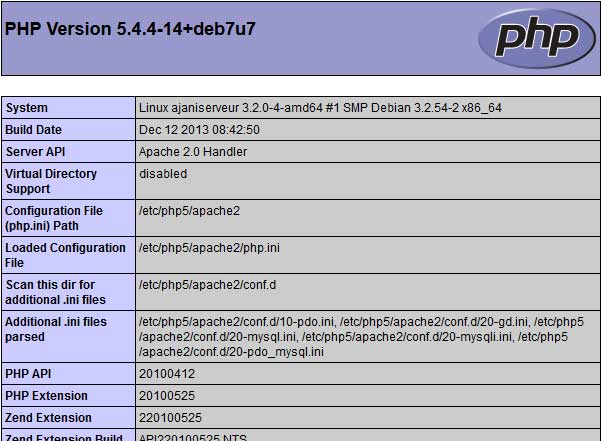 PHP Version 5.4.4-14+deb7u7
php
System Linux ajaniserveur 3.2.0-4-amd64 #1 SMP Debian 3.2.54-2 x86_64
Build Date Dec 12 2013 08:42:50
Server API Apache 2.0 Handler
Virtual Directory
Support
disabled
Configuration File
(php.ini) Path
/etc/php5/apache2
Loaded Configuration
File
/etc/php5/apache2/php.ini
Scan this dir for
additional .ini files
/etc/php5/apache2/conf.d
Additional .ini files
parsed
/etc/php5/apache2/conf.d/10-pdo.ini, /etc/php5/apache2/conf.d/20-gd.ini, /etc/php5
/apache2/conf.d/20-mysql.ini, /etc/php5/apache2/conf.d/20-mysqli.ini, /etc/php5
/apache2/conf.d/20-pdo_mysql.ini
PHP API 20100412
PHP Extension 20100525
Zend Extension 220100525
Zend Extension Build API220100525,NTS